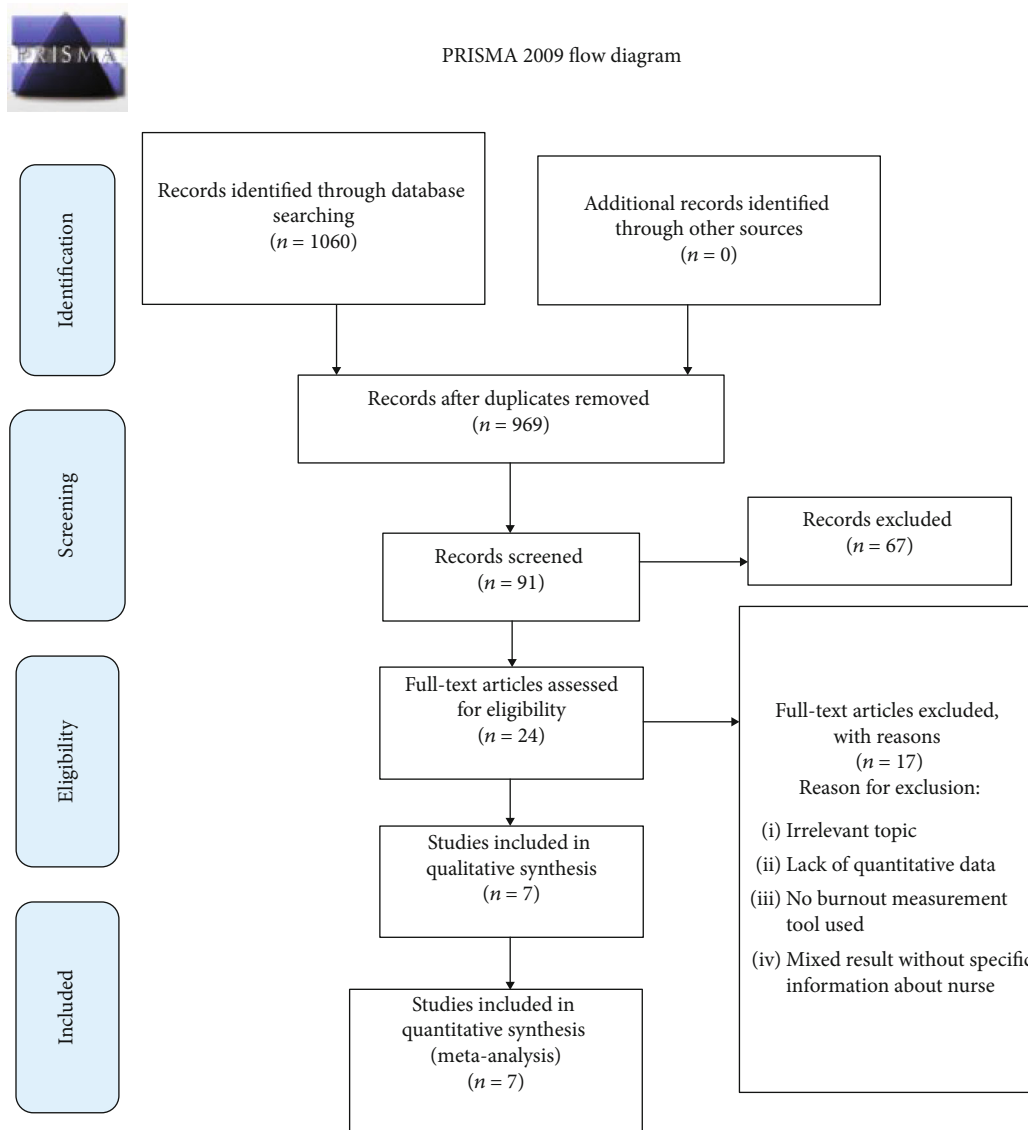 PRISMA
PRISMA 2009 flow diagram
Identification
Records identified through database
searching
(n = 1060)
Additional records identified
through other sources
(n = 0)
Records after duplicates removed
(n = 969)
Screening
Records screened
(n = 91)
Records excluded
(n = 67)
Eligibility
Full-text articles assessed
for eligibility
(n = 24)
Full-text articles excluded,
with reasons
(n = 17)
Reason for exclusion:
(i) Irrelevant topic
(ii) Lack of quantitative data
(iii) No burnout measurement
tool used
(iv) Mixed result without specific
information about nurse
Studies included in
qualitative synthesis
(n = 7)
Included
Studies included in
quantitative synthesis
(meta-analysis)
(n = 7)